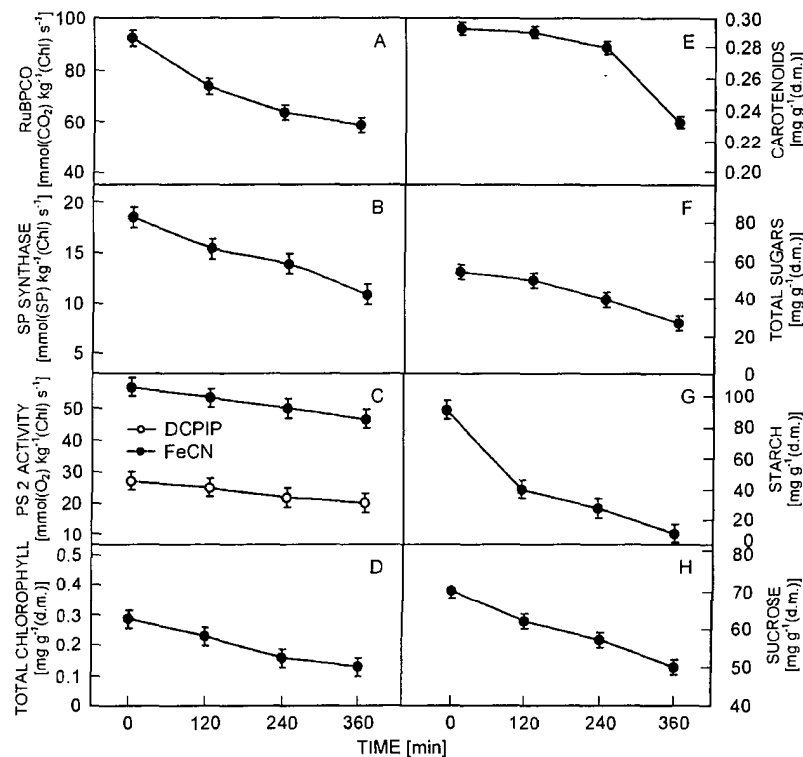 RuBPCO
[mmol(CO₂) kg⁻¹(Chl) s⁻¹]
100
80
60
40
A
E
0.30
0.28
0.26
0.24
0.22
0.20
CAROTENOIDS
[mg g⁻¹(d.m.)]
SP SYNTHASE
[mmol(SP) kg⁻¹(Chl) s⁻¹]
20
15
10
5
B
F
80
60
40
20
0
TOTAL SUGARS
[mg g⁻¹(d.m.)]
PS 2 ACTIVITY
[mmol(O₂) kg⁻¹(Chl) s⁻¹]
50
40
30
20
10
C
DCPIP
FeCN
G
100
80
60
40
20
0
STARCH
[mg g⁻¹(d.m.)]
TOTAL CHLOROPHYLL
[mg g⁻¹(d.m.)]
0.5
0.4
0.3
0.2
0.1
0
D
H
80
70
60
50
40
SUCROSE
[mg g⁻¹(d.m.)]
0 120 240 360 0 120 240 360
TIME [min]